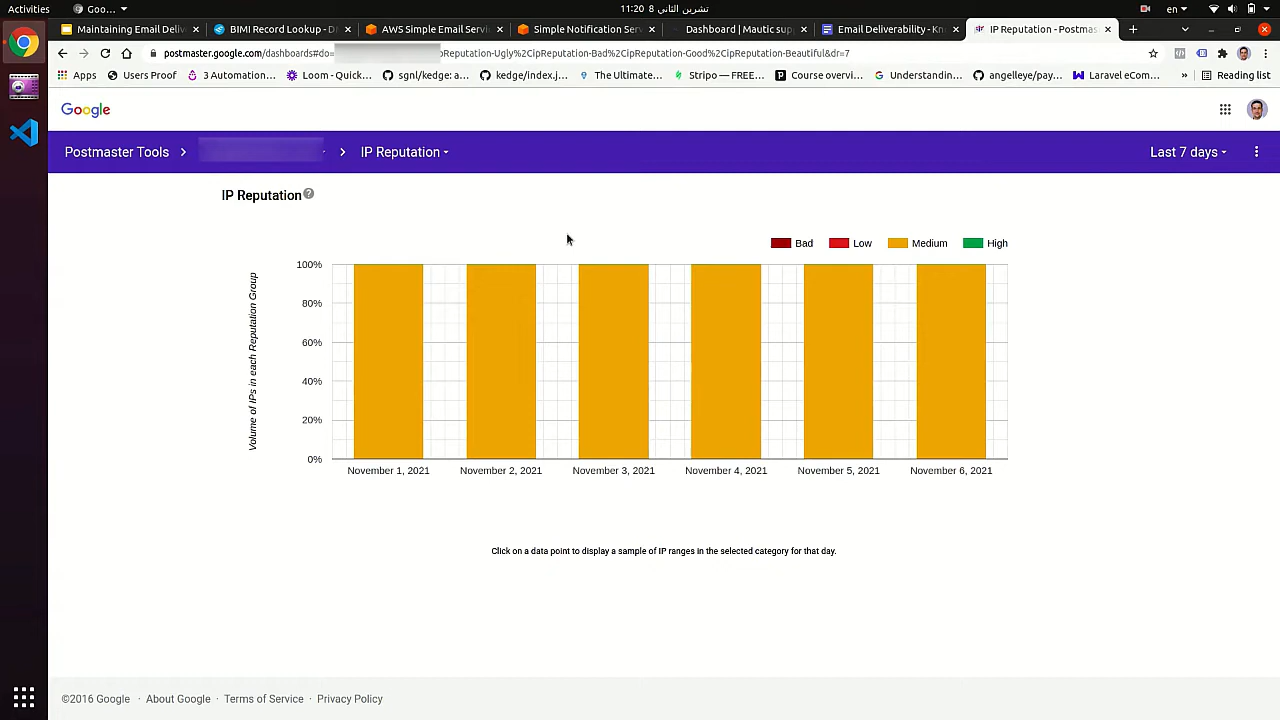 Activities
Goo...
تشرين الثاني 8 11:20
en
Maintaining Email Deliv
BIMI Record Lookup - D
AWS Simple Email Servi
Simple Notification Serv
Dashboard | Mautic sup
Email Deliverability - Kn
IP Reputation - Postmas
postmaster.google.com/dashboards#do=
Reputation-Ugly%2CipReputation-Bad%2CipReputation-Good%2CipReputation-Beautiful&dr=7
Apps
Users Proof
3 Automation...
Loom - Quick...
sgnl/kedge: a...
kedge/index.j...
The Ultimate...
Stripo — FREE...
Course overvi...
Understandin...
angelleye/pay...
Laravel eCom...
»
Reading list
Google
Postmaster Tools
IP Reputation
Last 7 days
IP Reputation
Bad
Low
Medium
High
Volume of IPs in each Reputation Group
100%
80%
60%
40%
20%
0%
November 1, 2021
November 2, 2021
November 3, 2021
November 4, 2021
November 5, 2021
November 6, 2021
Click on a data point to display a sample of IP ranges in the selected category for that day.
©2016 Google · About Google · Terms of Service · Privacy Policy